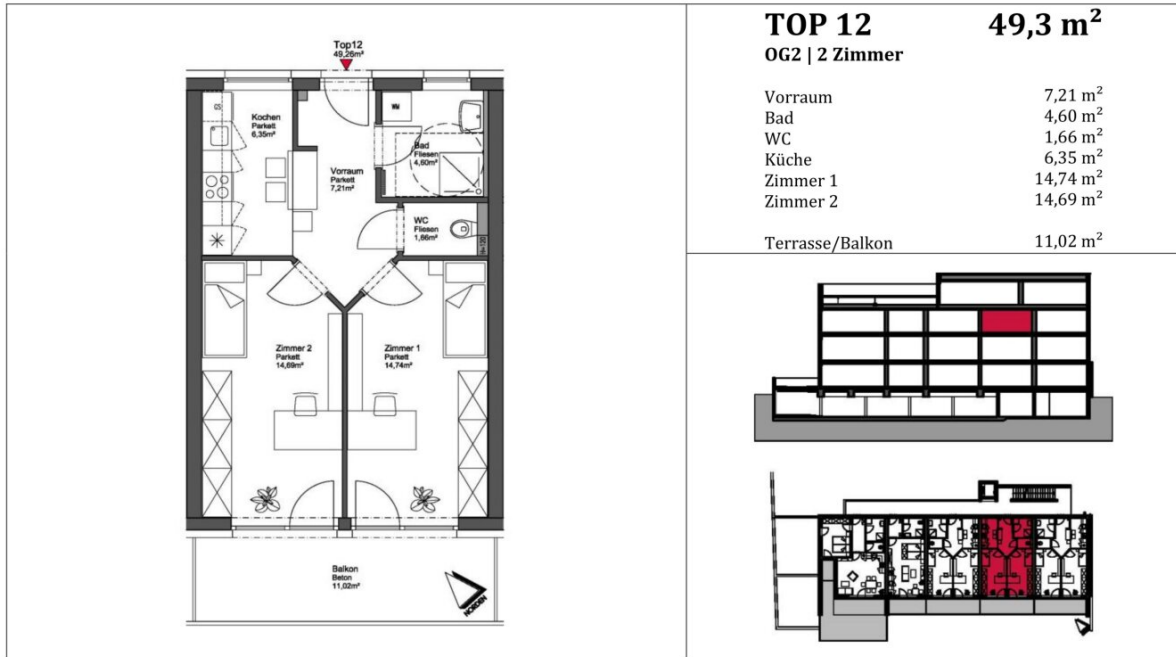 Top12
49,26m²
GS
Kochen
Parkett
6,35m²
WM
Bad
Fliesen
4,60m²
Vorraum
Parkett
7,21m²
WC
Fliesen
1,66m²
Zimmer 2
Parkett
14,69m²
Zimmer 1
Parkett
14,74m²
Balkon
Beton
11,02m²
NORDEN
TOP 12 49,3 m²
OG2 | 2 Zimmer
Vorraum 7,21 m²
Bad 4,60 m²
WC 1,66 m²
Küche 6,35 m²
Zimmer 1 14,74 m²
Zimmer 2 14,69 m²
Terrasse/Balkon 11,02 m²